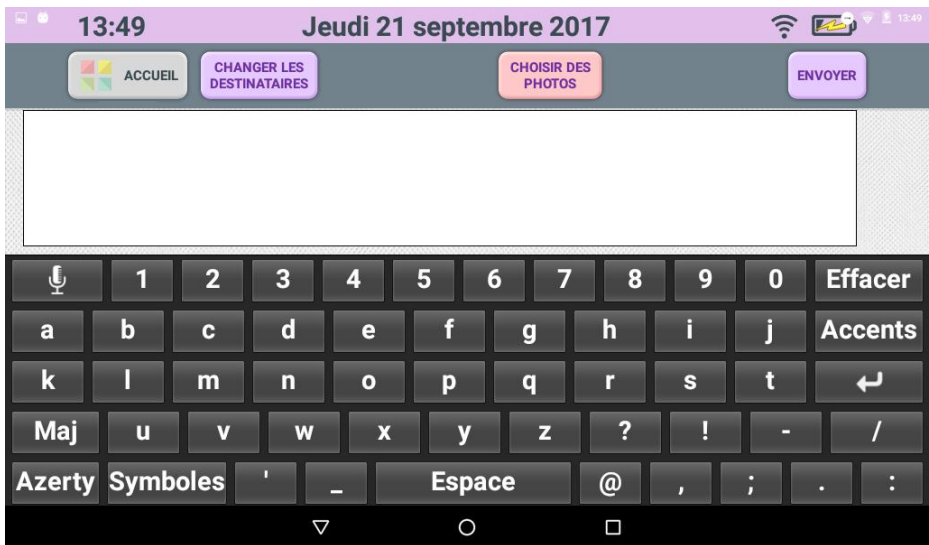 13:49 Jeudi 21 septembre 2017 13:49
ACCUEIL
CHANGER LES
DESTINATAIRES
CHOISIR DES
PHOTOS
ENVOYER
1 2 3 4 5 6 7 8 9 0 Effacer
a b c d e f g h i j Accents
k l m n o p q r s t
Maj u v w x y z ? ! - /
Azerty Symboles ' _ Espace @ , ; . :